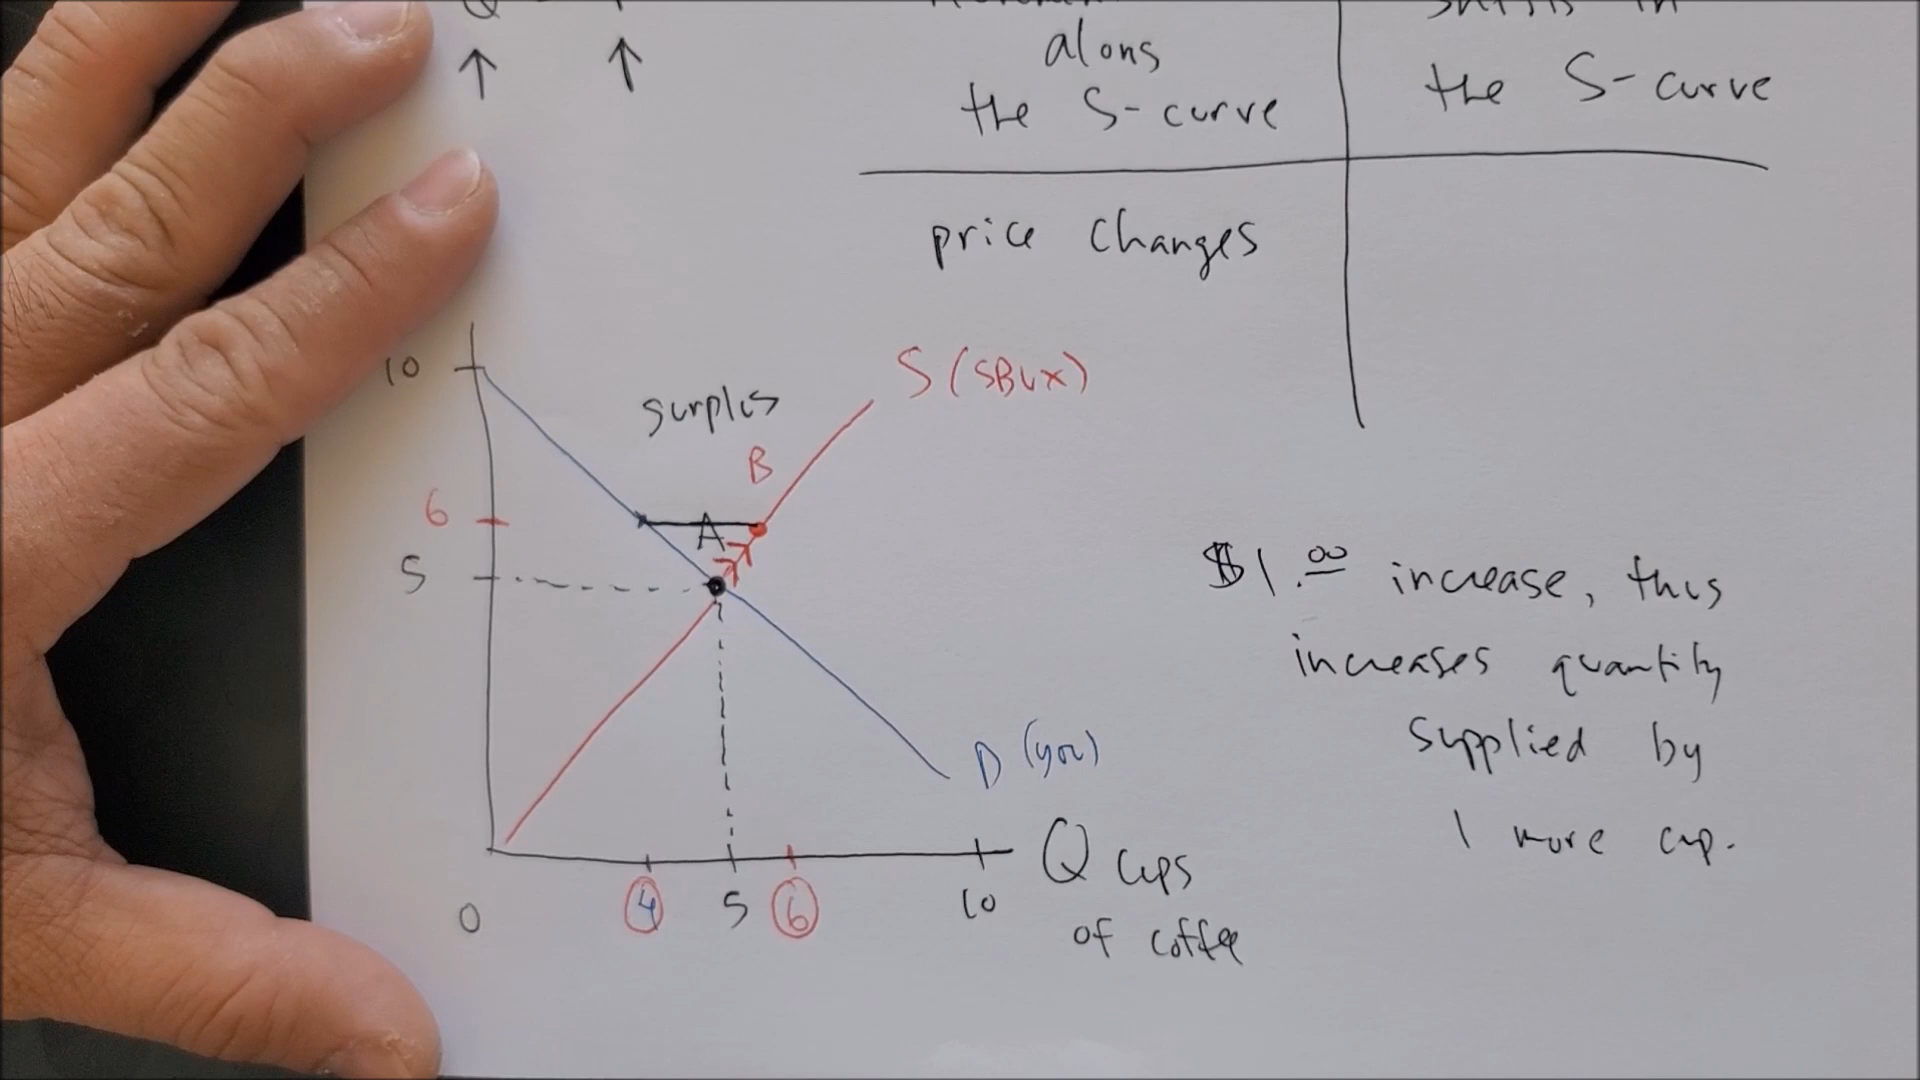 alons
the S-curve
the S-curve
price changes
10
surplus
S (SBUX)
B
6
A
5
$1.00 increase, thus
increases quantity
supplied by
1 more cup.
D (you)
Q cups
of coffee
0
4
5
6
10